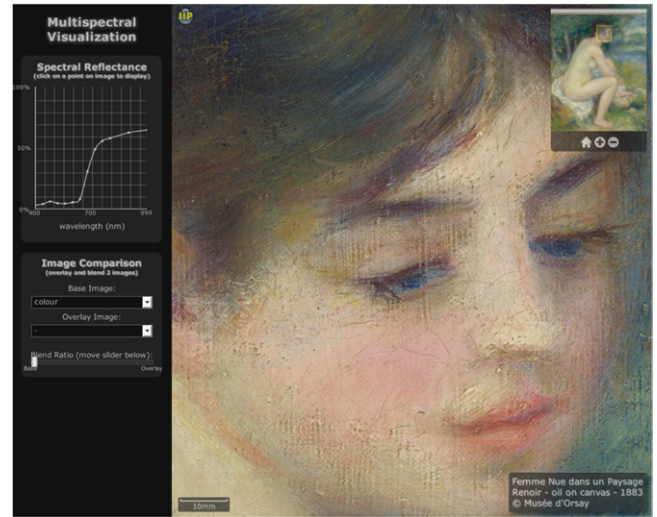 Multispectral
Visualization
Spectral Reflectance
(click on a point on image to display)
100%
50%
0%
400
700
999
wavelength (nm)
Image Comparison
(overlay and blend 2 images)
Base Image:
colour
Overlay Image:
-
Blend Ratio (move slider below):
Base
Overlay
IIP
10mm
Femme Nue dans un Paysage
Renoir - oil on canvas - 1883
© Musée d'Orsay